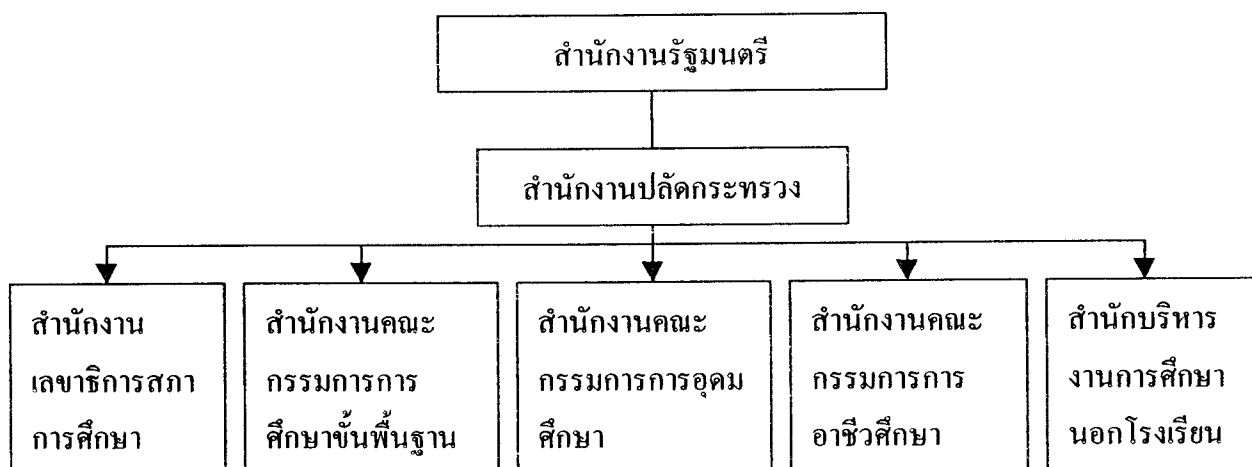 สำนักงานรัฐมนตรี
สำนักงานปลัดกระทรวง
สำนักงาน
เลขาธิการสภา
การศึกษา
สำนักงานคณะ
กรรมการการ
ศึกษาขั้นพื้นฐาน
สำนักงานคณะ
กรรมการการอุดม
ศึกษา
สำนักงานคณะ
กรรมการการ
อาชีวศึกษา
สำนักบริหาร
งานการศึกษา
นอกโรงเรียน